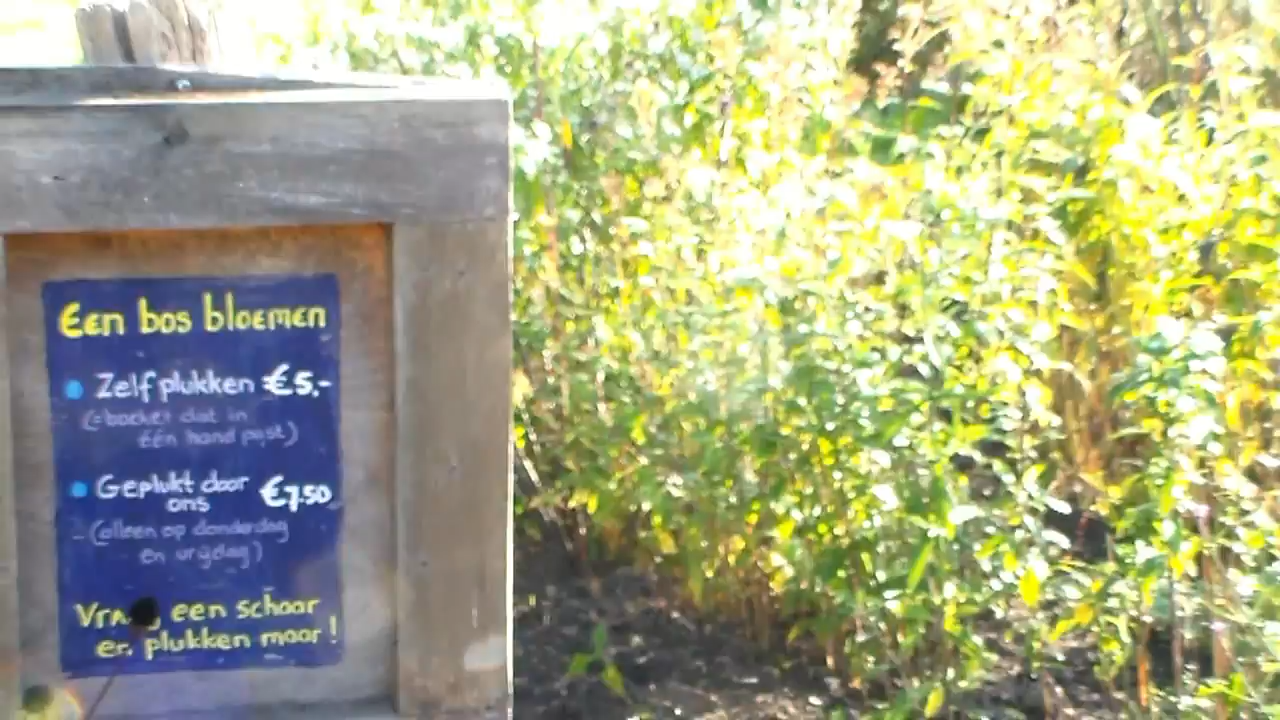 Een bos bloemen
Zelf plukken €5,-
(=boeket dat in
één hand past)
Geplukt door €7.50
ons
(alleen op donderdag
en vrijdag)
een schaar
en plukken maar!